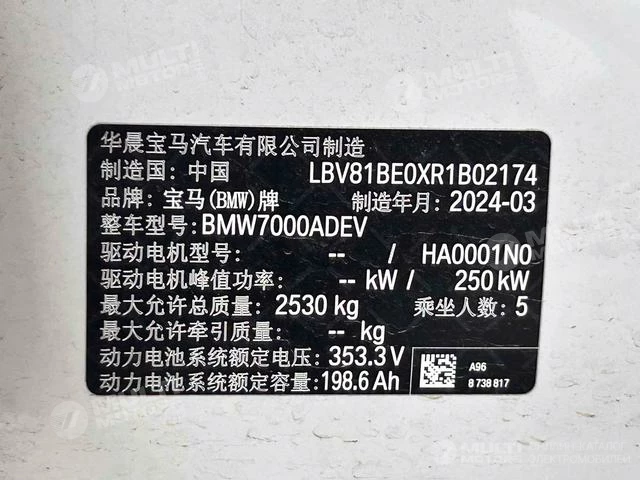 MULTI
MOTORS
华晨宝马汽车有限公司制造
制造国: 中国 LBV81BE0XR1B02174
品牌: 宝马(BMW)牌 制造年月: 2024-03
整车型号: BMW7000ADEV
驱动电机型号: -- / HA0001N0
驱动电机峰值功率: -- kW / 250 kW
最大允许总质量: 2530 kg 乘坐人数: 5
最大允许牵引质量: -- kg
动力电池系统额定电压: 353.3 V
动力电池系统额定容量: 198.6 Ah
A96
8 738 817
MULTI